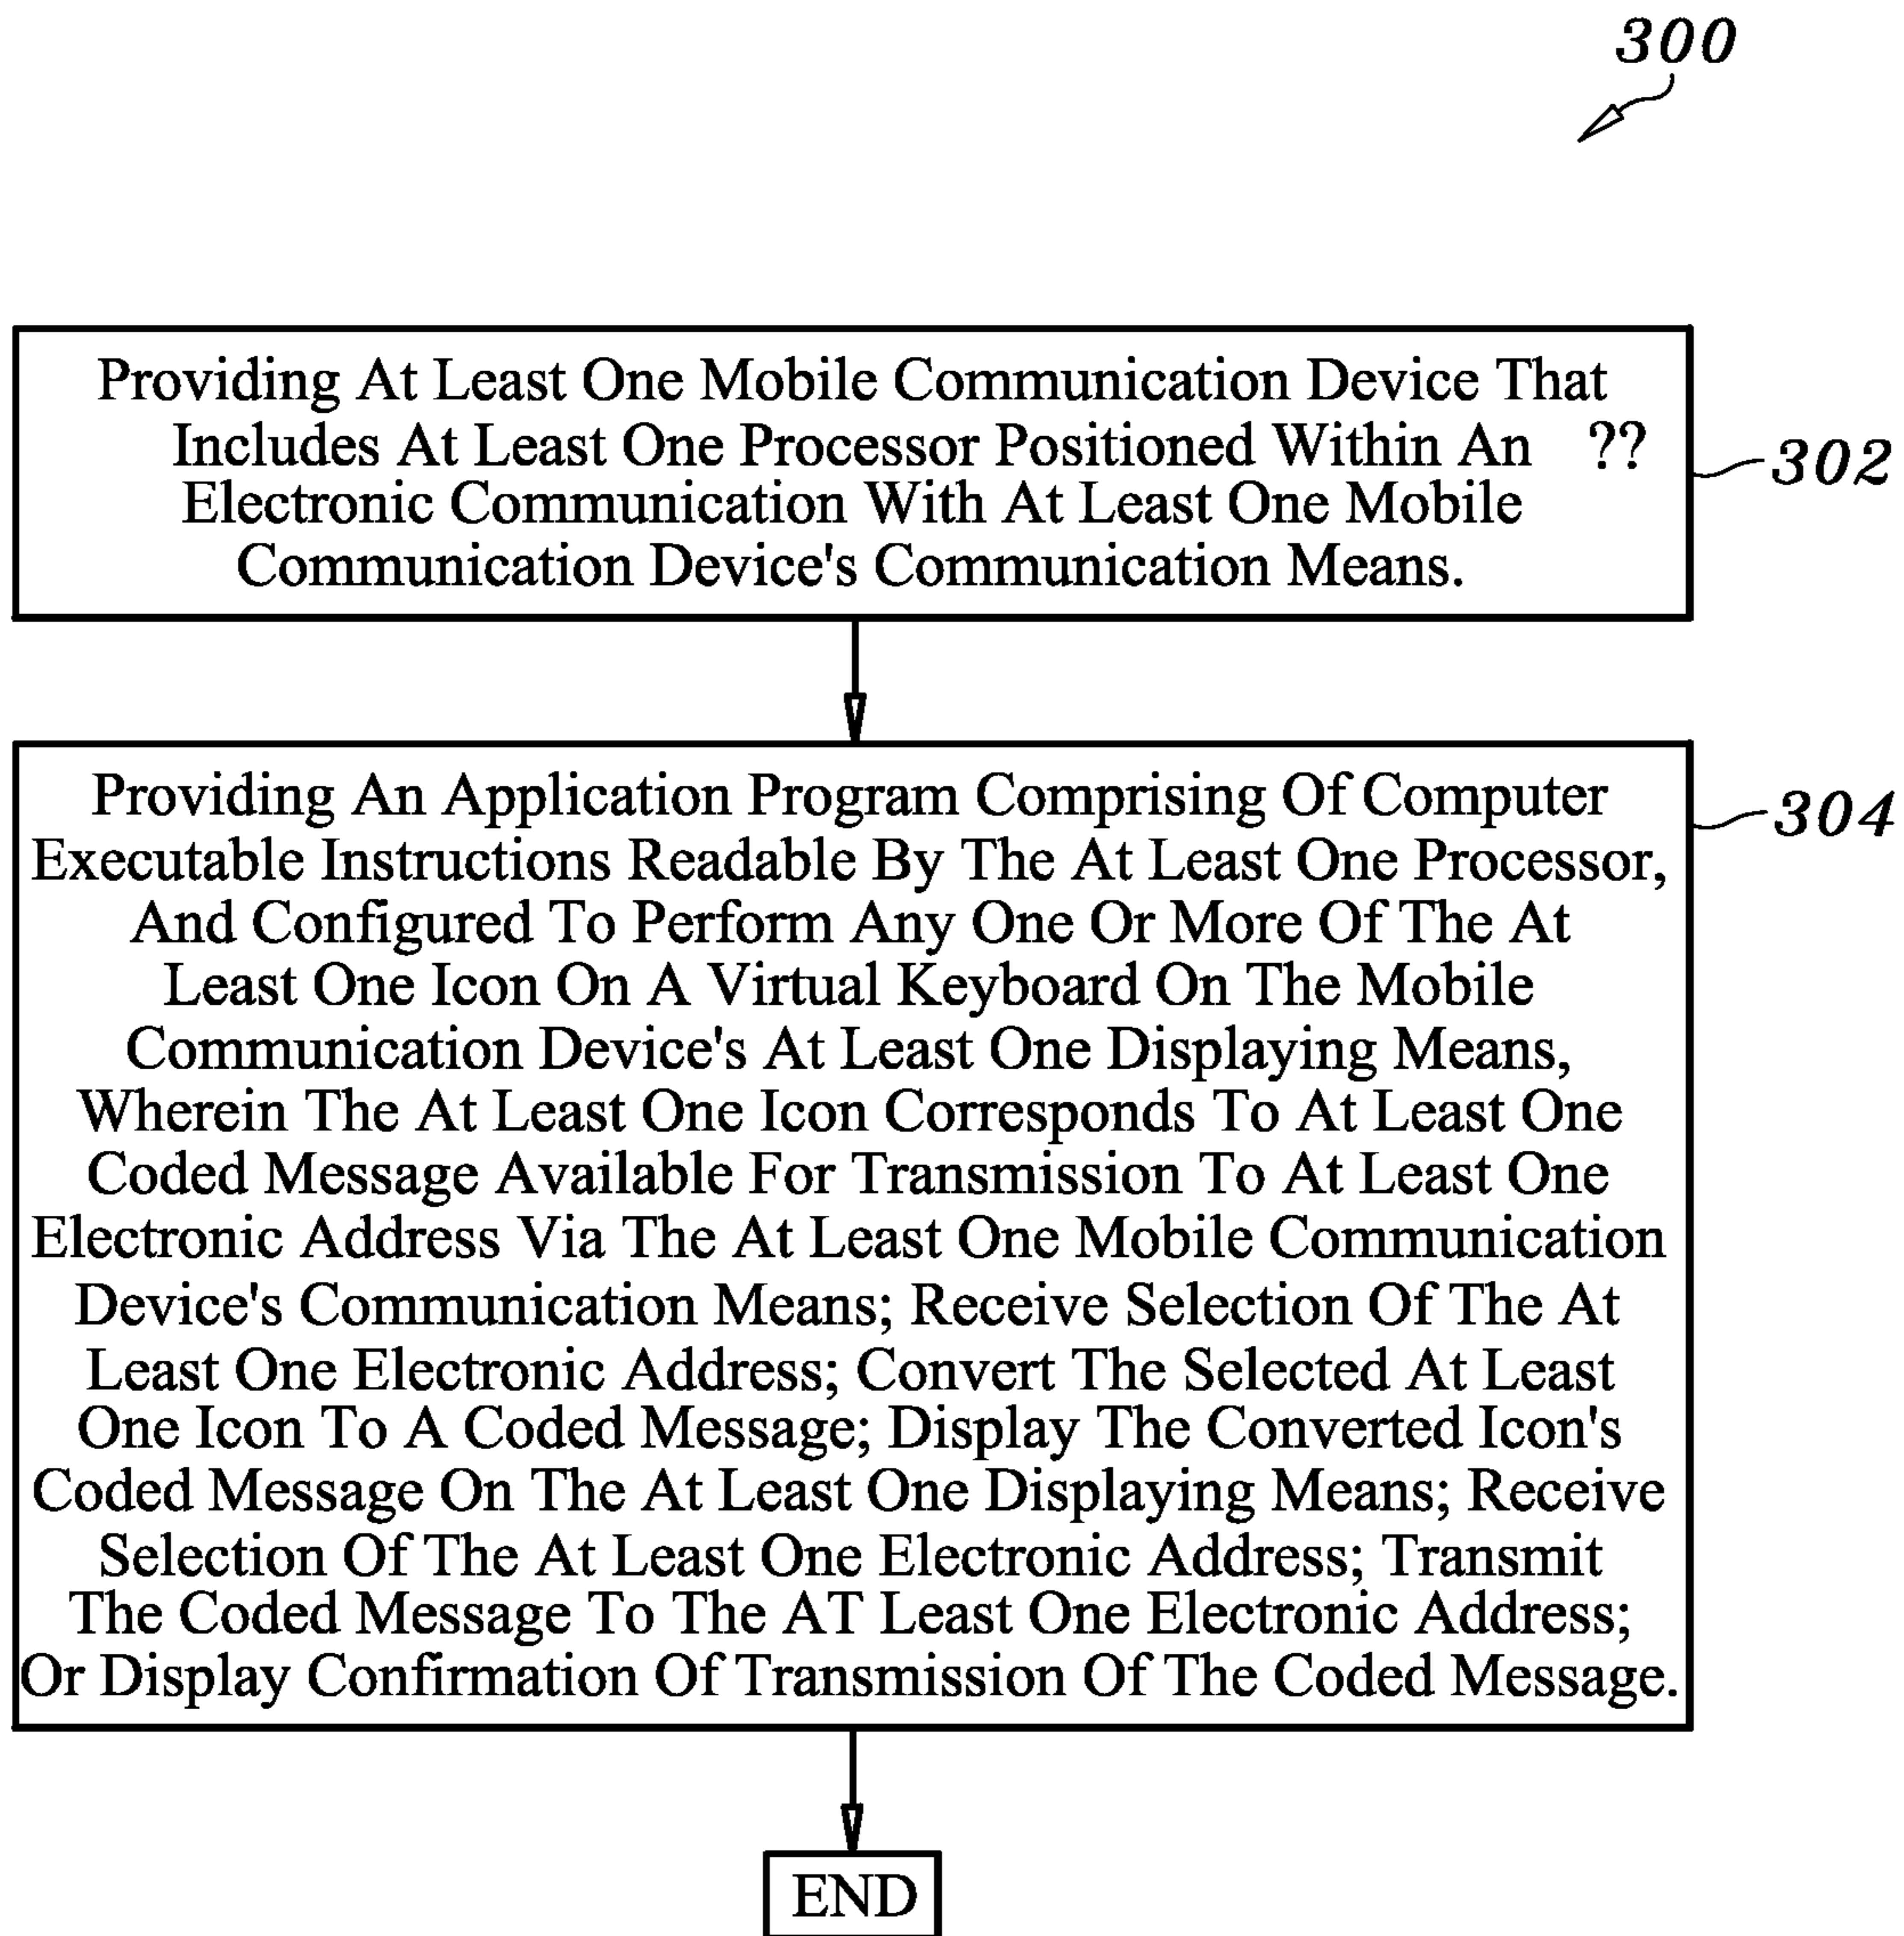 300
Providing At Least One Mobile Communication Device That
Includes At Least One Processor Positioned Within An ??
Electronic Communication With At Least One Mobile
Communication Device's Communication Means.
302
Providing An Application Program Comprising Of Computer
Executable Instructions Readable By The At Least One Processor,
And Configured To Perform Any One Or More Of The At
Least One Icon On A Virtual Keyboard On The Mobile
Communication Device's At Least One Displaying Means,
Wherein The At Least One Icon Corresponds To At Least One
Coded Message Available For Transmission To At Least One
Electronic Address Via The At Least One Mobile Communication
Device's Communication Means; Receive Selection Of The At
Least One Electronic Address; Convert The Selected At Least
One Icon To A Coded Message; Display The Converted Icon's
Coded Message On The At Least One Displaying Means; Receive
Selection Of The At Least One Electronic Address; Transmit
The Coded Message To The AT Least One Electronic Address;
Or Display Confirmation Of Transmission Of The Coded Message.
304
END